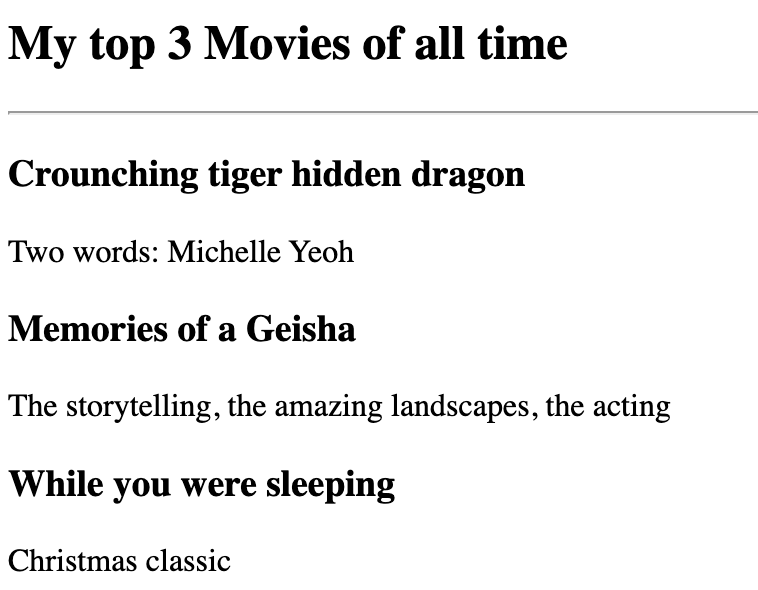 My top 3 Movies of all time
Crounching tiger hidden dragon
Two words: Michelle Yeoh
Memories of a Geisha
The storytelling, the amazing landscapes, the acting
While you were sleeping
Christmas classic